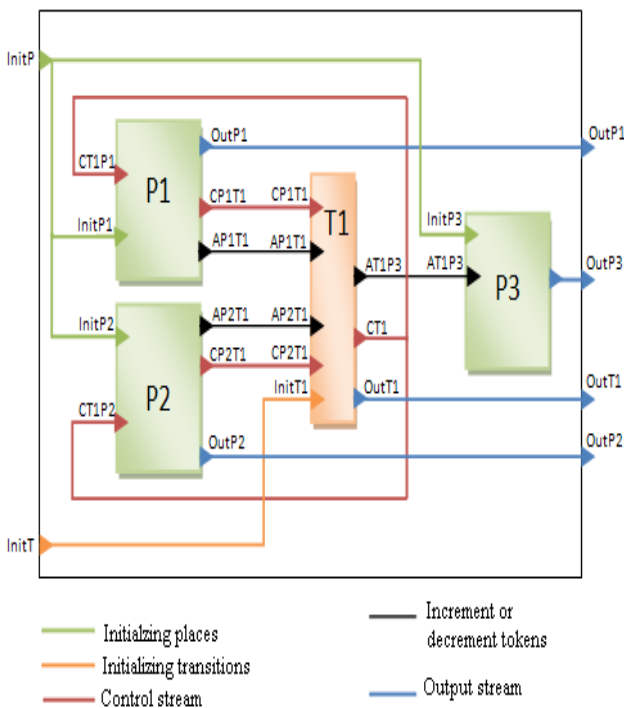 InitP
OutP1
OutP1
CT1P1
P1
CP1T1
CP1T1
T1
InitP1
AP1T1
AP1T1
InitP3
AT1P3
AT1P3
P3
OutP3
InitP2
AP2T1
AP2T1
CT1
CP2T1
CP2T1
P2
InitT1
OutT1
OutT1
CT1P2
OutP2
OutP2
InitT
Initialzing places
Initializing transitions
Control stream
Increment or
decrement tokens
Output stream